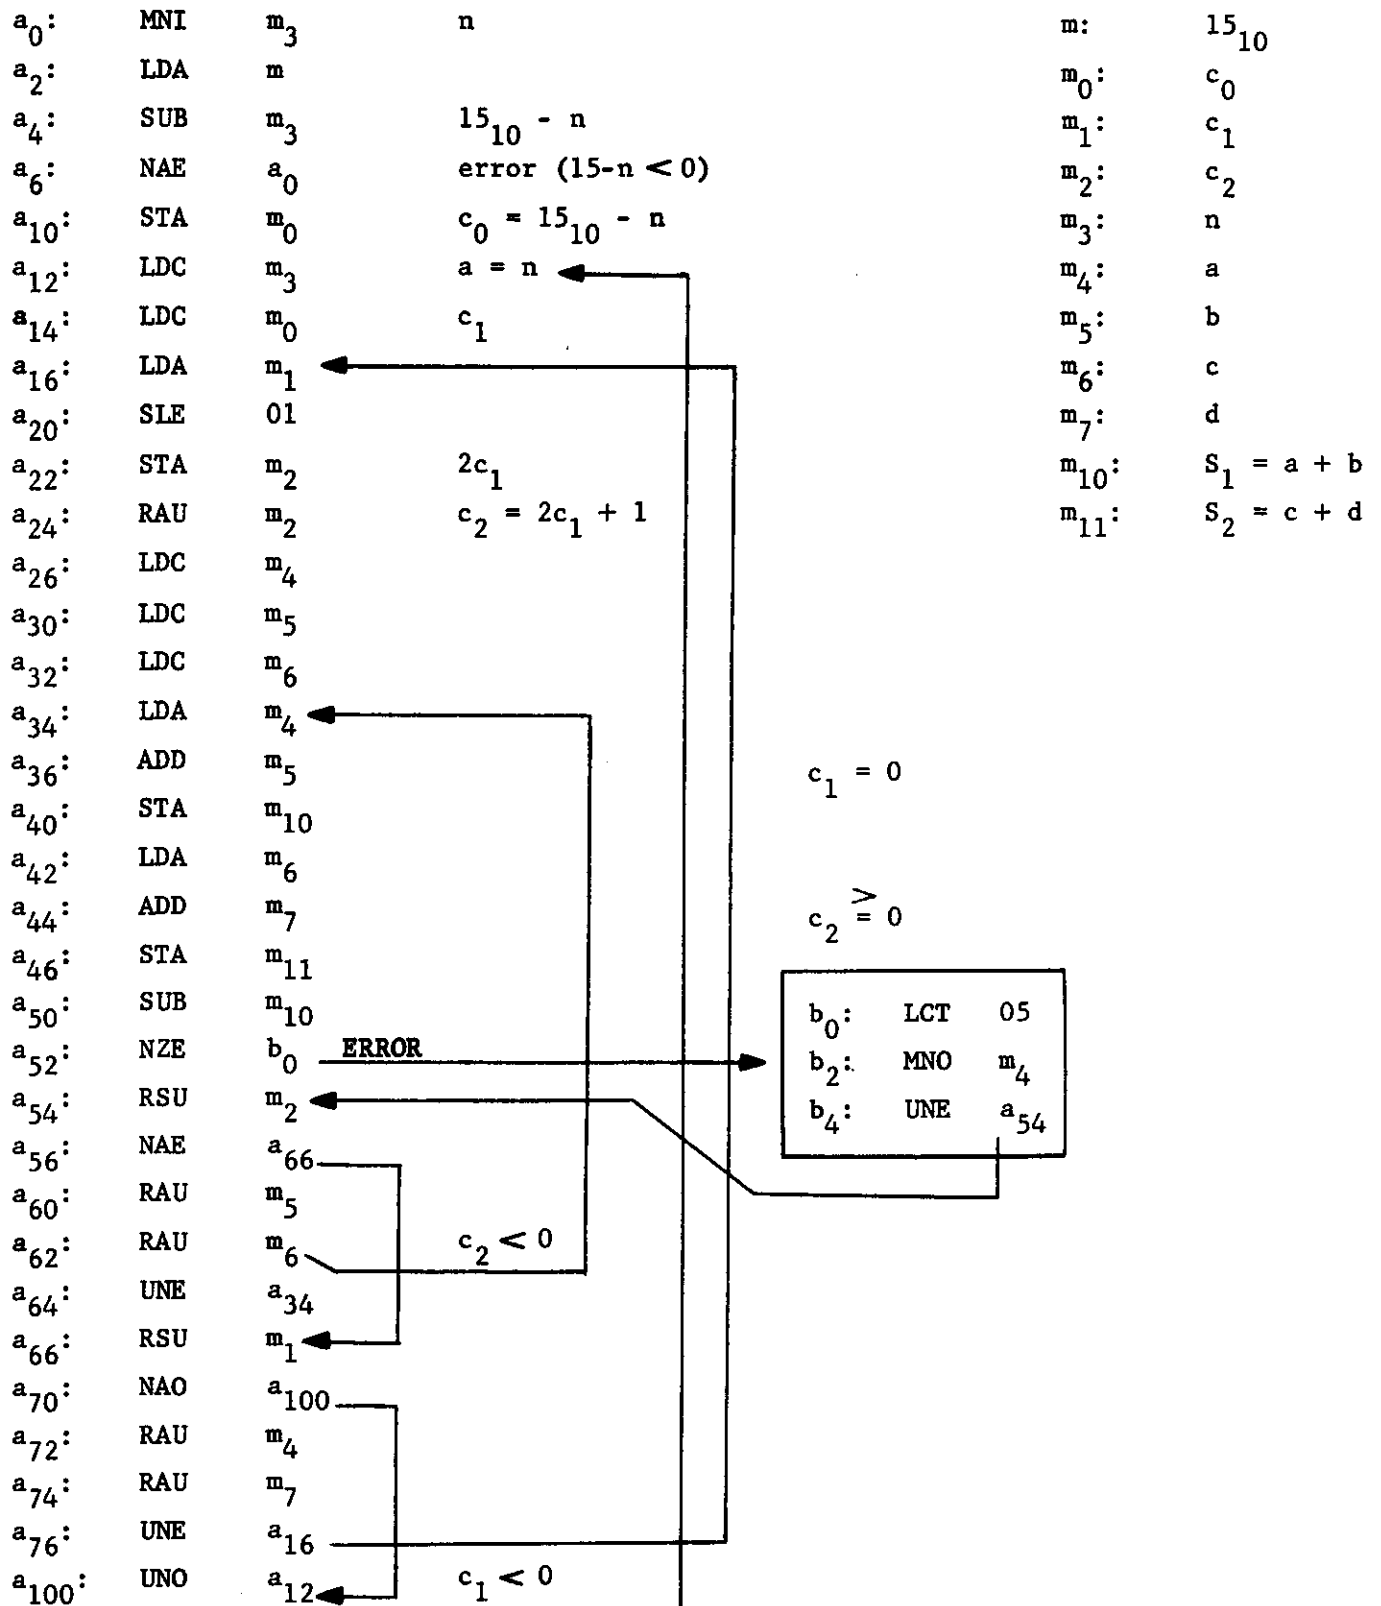 a0: MNI m3 n
a2: LDA m
a4: SUB m3 1510 - n
a6: NAE a0 error (15-n < 0)
a10: STA m0 c0 = 1510 - n
a12: LDC m3 a = n
a14: LDC m0 c1
a16: LDA m1
a20: SLE 01
a22: STA m2 2c1
a24: RAU m2 c2 = 2c1 + 1
a26: LDC m4
a30: LDC m5
a32: LDC m6
a34: LDA m4
a36: ADD m5
a40: STA m10
a42: LDA m6
a44: ADD m7
a46: STA m11
a50: SUB m10
a52: NZE b0 ERROR
a54: RSU m2
a56: NAE a66
a60: RAU m5
a62: RAU m6 c2 < 0
a64: UNE a34
a66: RSU m1
a70: NAO a100
a72: RAU m4
a74: RAU m7
a76: UNE a16
a100: UNO a12 c1 < 0
m: 1510
m0: c0
m1: c1
m2: c2
m3: n
m4: a
m5: b
m6: c
m7: d
m10: S1 = a + b
m11: S2 = c + d
c1 = 0
c2 >= 0
b0: LCT 05
b2: MNO m4
b4: UNE a54